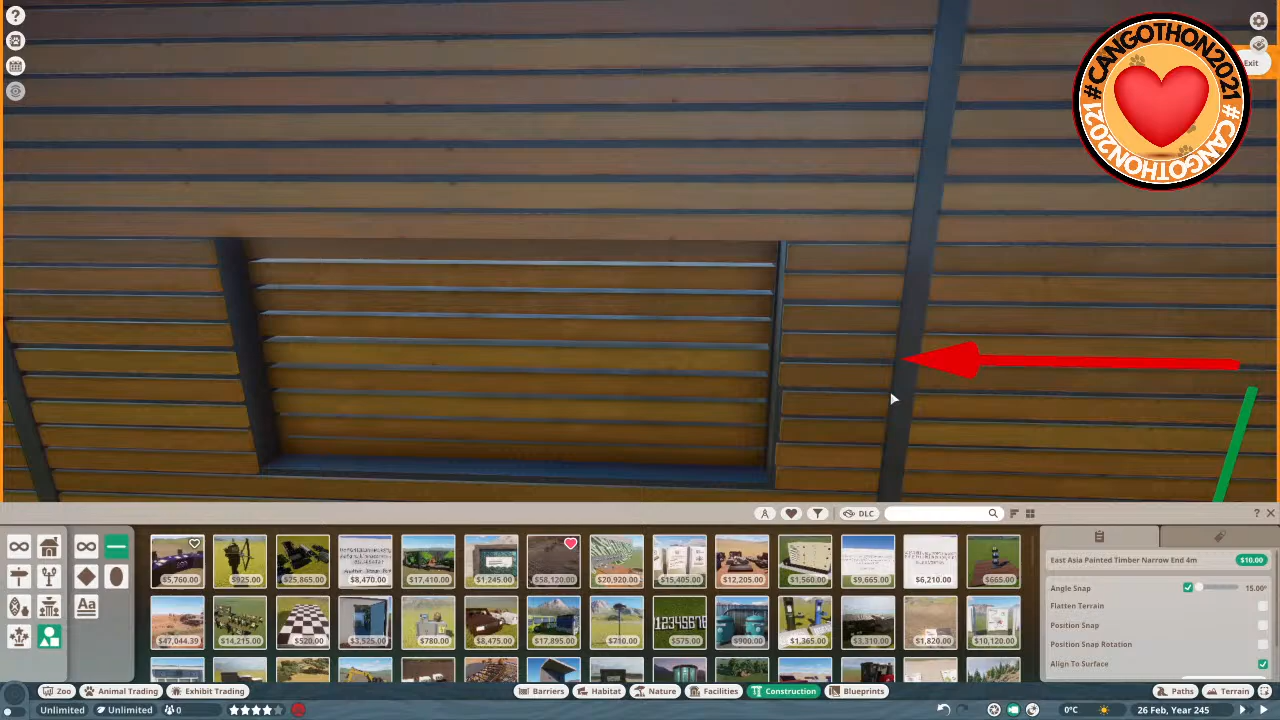 ?
#CANGOTHON2021
#CANGOTHON2021
Exit
DLC
?
East Asia Painted Timber Narrow End 4m
$10.00
Angle Snap
15.00°
Flatten Terrain
Position Snap
Position Snap Rotation
Align To Surface
$5,760.00
$925.00
$25,865.00
$8,470.00
$17,410.00
$1,245.00
$58,120.00
$20,920.00
$15,405.00
$12,205.00
$1,560.00
$9,665.00
$6,210.00
$665.00
$47,044.39
$14,215.00
$520.00
$3,525.00
$780.00
$8,475.00
$17,895.00
$710.00
12345678
$575.00
$900.00
$1,365.00
$3,310.00
$1,820.00
$10,120.00
Aa
Zoo
Animal Trading
Exhibit Trading
Barriers
Habitat
Nature
Facilities
Construction
Blueprints
Paths
Terrain
Unlimited
Unlimited
0
0°C
26 Feb, Year 245